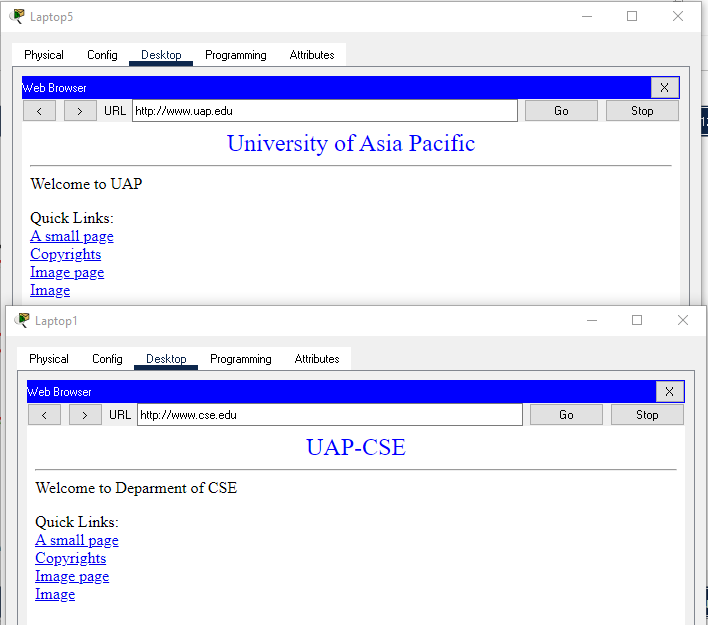 Laptop5
Physical Config Desktop Programming Attributes
Web Browser X
< > URL http://www.uap.edu Go Stop
University of Asia Pacific
Welcome to UAP
Quick Links:
A small page
Copyrights
Image page
Image
Laptop1
Physical Config Desktop Programming Attributes
Web Browser X
< > URL http://www.cse.edu Go Stop
UAP-CSE
Welcome to Deparment of CSE
Quick Links:
A small page
Copyrights
Image page
Image